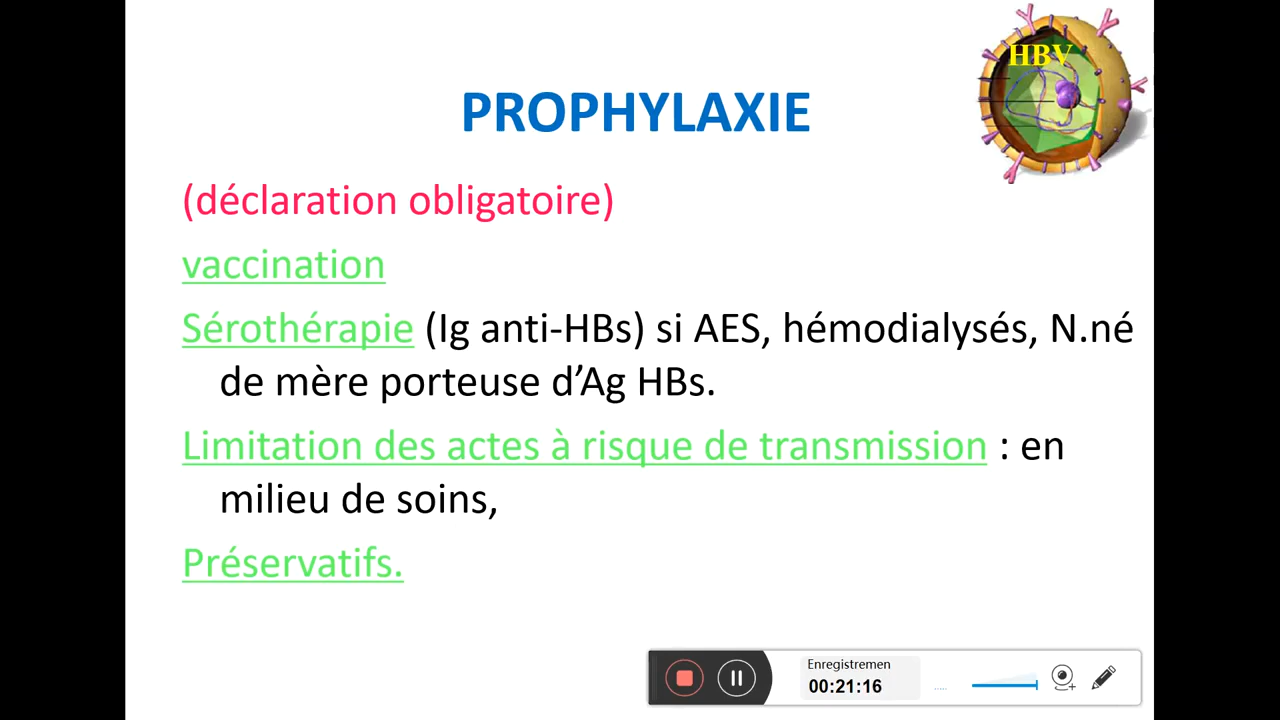 HBV
PROPHYLAXIE
(déclaration obligatoire)
vaccination
Sérothérapie (Ig anti-HBs) si AES, hémodialysés, N.né
de mère porteuse d’Ag HBs.
Limitation des actes à risque de transmission : en
milieu de soins,
Préservatifs.
Enregistremen
00:21:16